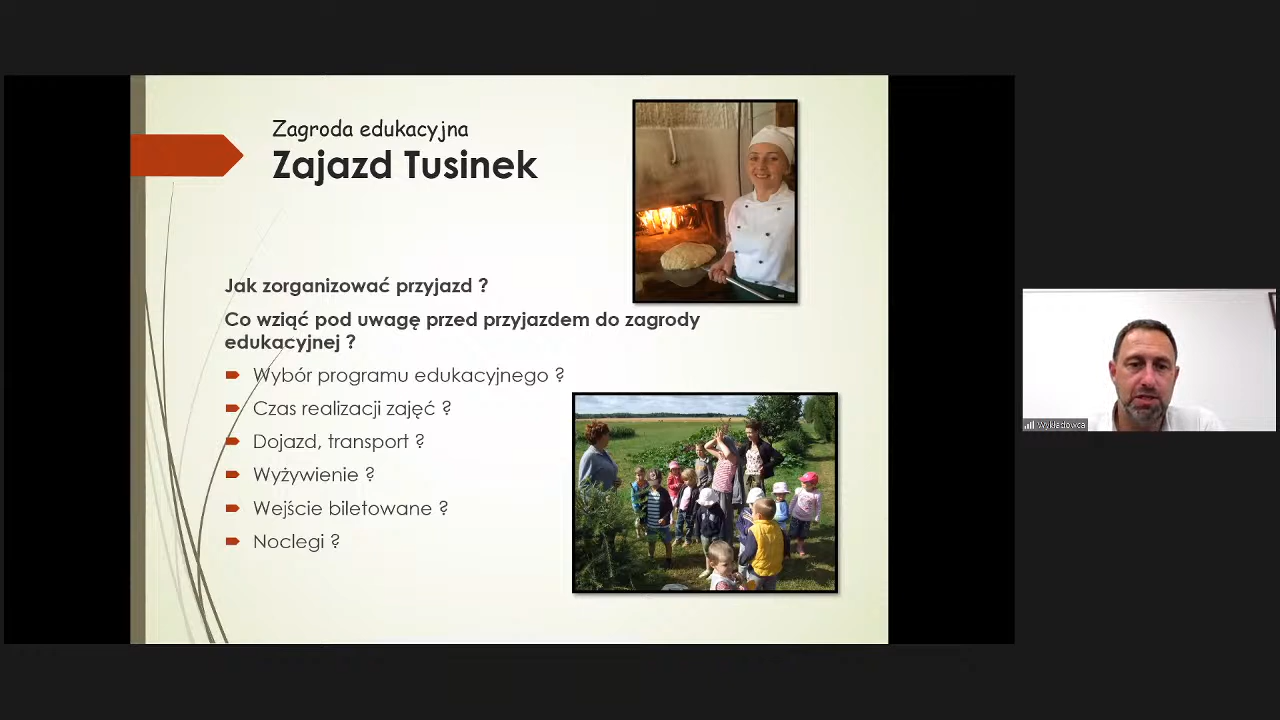 Zagroda edukacyjna
Zajazd Tusinek
Jak zorganizować przyjazd ?
Co wziąć pod uwagę przed przyjazdem do zagrody
edukacyjnej ?
Wybór programu edukacyjnego ?
Czas realizacji zajęć ?
Dojazd, transport ?
Wyżywienie ?
Wejście biletowane ?
Noclegi ?
Wykładowca